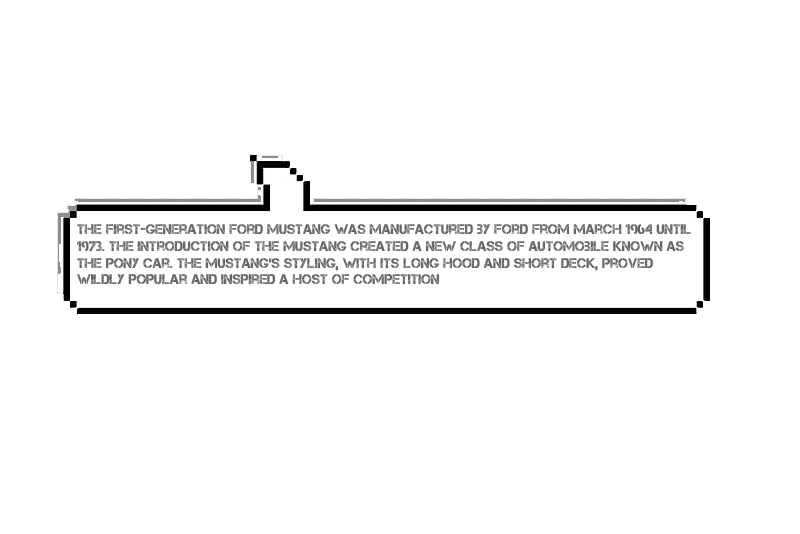 THE FIRST-GENERATION FORD MUSTANG WAS MANUFACTURED BY FORD FROM MARCH 1964 UNTIL
1973. THE INTRODUCTION OF THE MUSTANG CREATED A NEW CLASS OF AUTOMOBILE KNOWN AS
THE PONY CAR. THE MUSTANG'S STYLING, WITH ITS LONG HOOD AND SHORT DECK, PROVED
WILDLY POPULAR AND INSPIRED A HOST OF COMPETITION